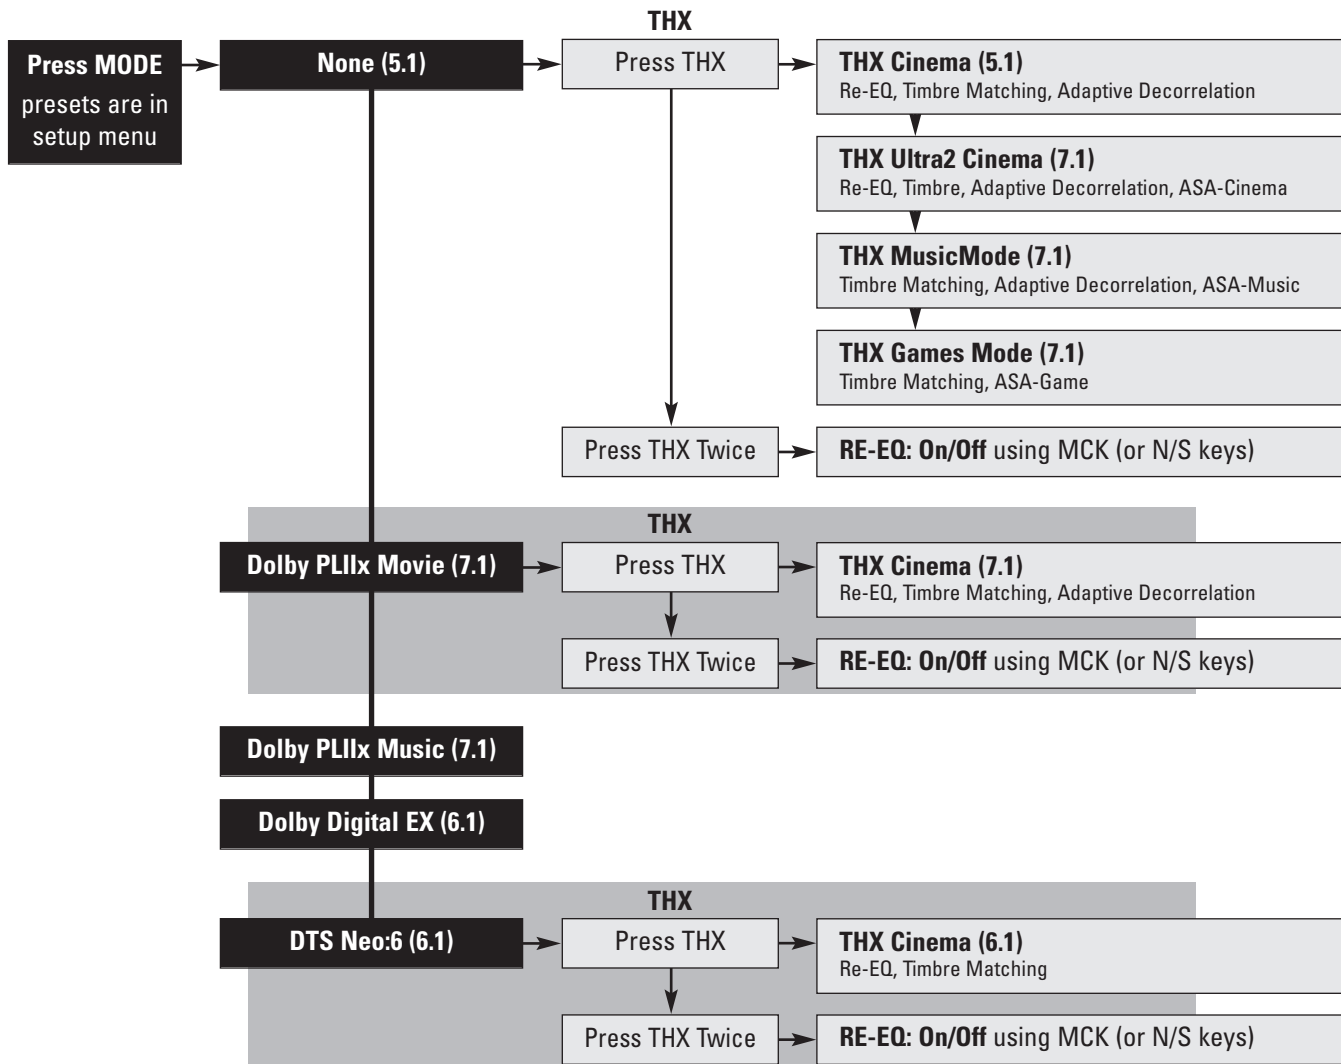 THX
Press MODE
presets are in
setup menu
None (5.1)
Press THX
THX Cinema (5.1)
Re-EQ, Timbre Matching, Adaptive Decorrelation
THX Ultra2 Cinema (7.1)
Re-EQ, Timbre, Adaptive Decorrelation, ASA-Cinema
THX MusicMode (7.1)
Timbre Matching, Adaptive Decorrelation, ASA-Music
THX Games Mode (7.1)
Timbre Matching, ASA-Game
Press THX Twice
RE-EQ: On/Off using MCK (or N/S keys)
THX
Dolby PLIIx Movie (7.1)
Press THX
THX Cinema (7.1)
Re-EQ, Timbre Matching, Adaptive Decorrelation
Press THX Twice
RE-EQ: On/Off using MCK (or N/S keys)
Dolby PLIIx Music (7.1)
Dolby Digital EX (6.1)
THX
DTS Neo:6 (6.1)
Press THX
THX Cinema (6.1)
Re-EQ, Timbre Matching
Press THX Twice
RE-EQ: On/Off using MCK (or N/S keys)